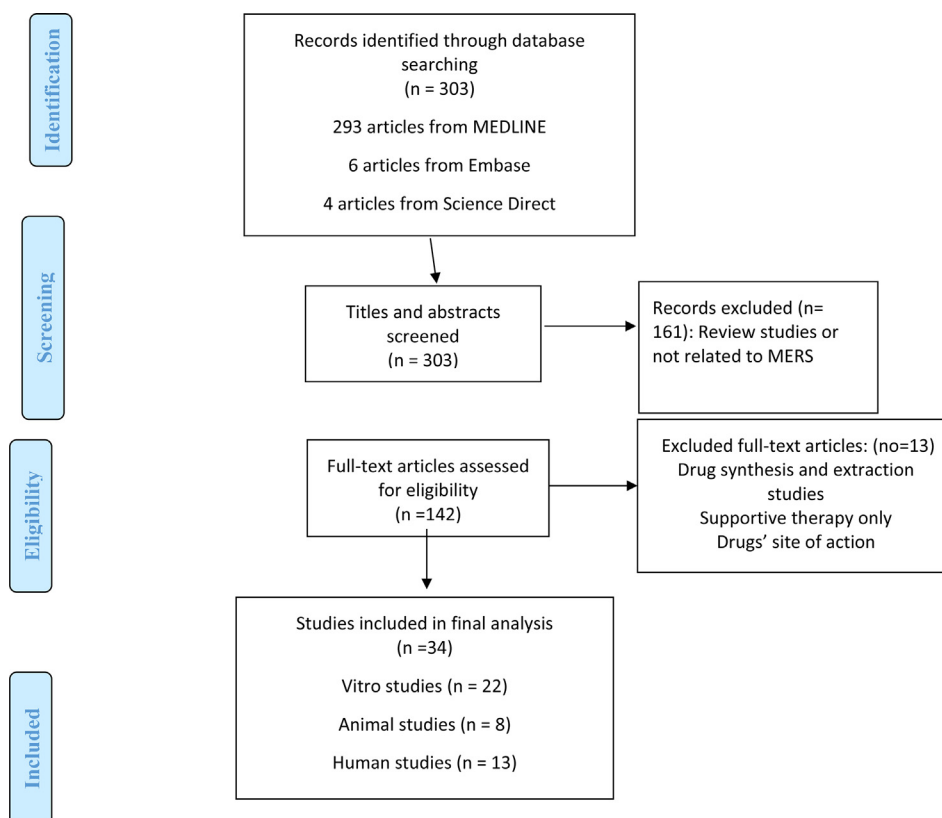 Identification
Records identified through database
searching
(n = 303)
293 articles from MEDLINE
6 articles from Embase
4 articles from Science Direct
Screening
Titles and abstracts
screened
(n = 303)
Records excluded (n=
161): Review studies or
not related to MERS
Eligibility
Full-text articles assessed
for eligibility
(n =142)
Excluded full-text articles: (no=13)
Drug synthesis and extraction
studies
Supportive therapy only
Drugs’ site of action
Included
Studies included in final analysis
(n =34)
Vitro studies (n = 22)
Animal studies (n = 8)
Human studies (n = 13)